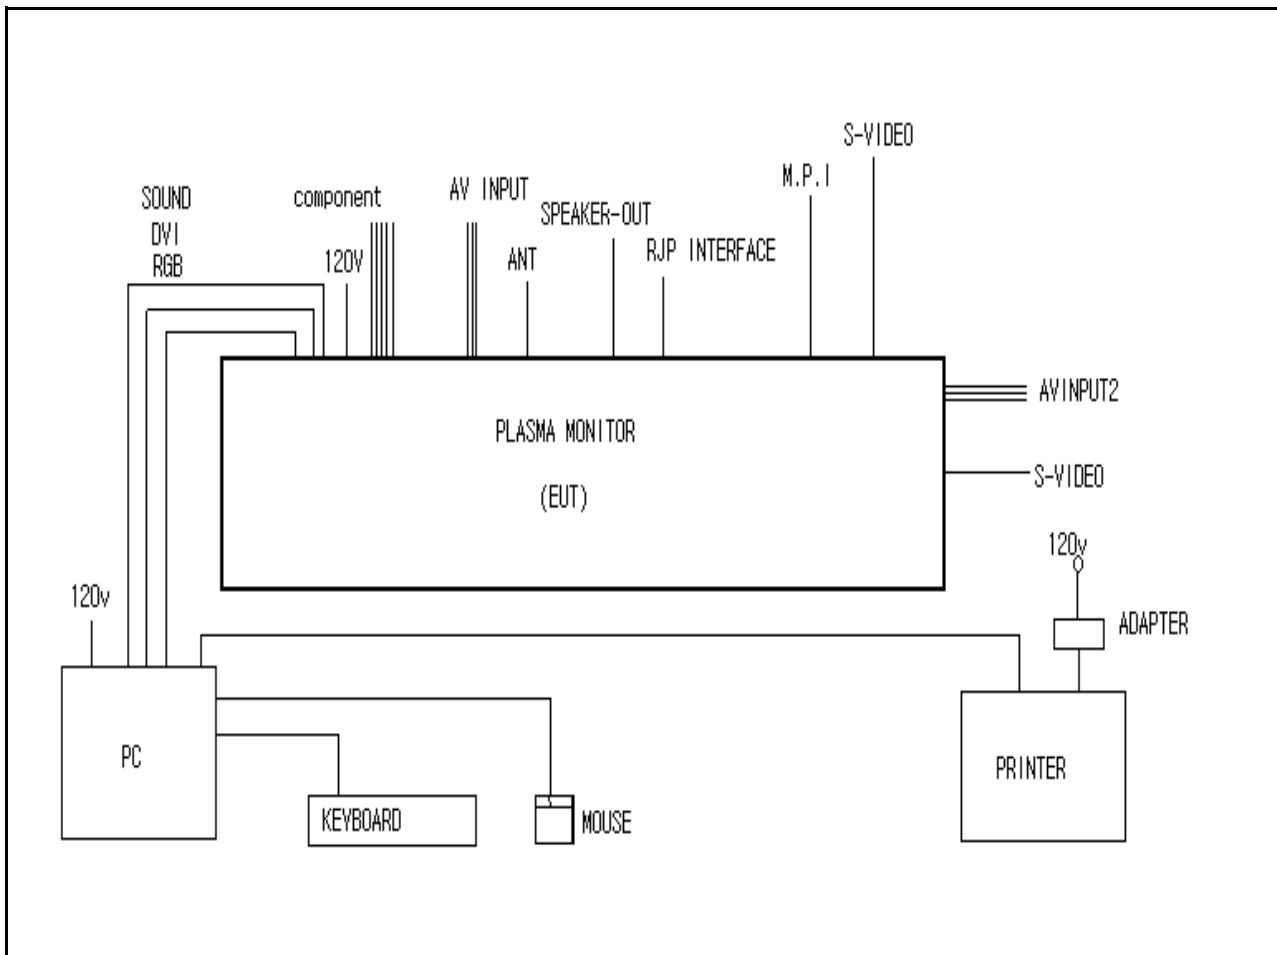 S-VIDEO
M.P.I
SOUND
component
AV INPUT
SPEAKER-OUT
DVI
RGB
120V
ANT
RJP INTERFACE
AVINPUT2
PLASMA MONITOR
(EUT)
S-VIDEO
120v
120v
ADAPTER
PC
PRINTER
KEYBOARD
MOUSE